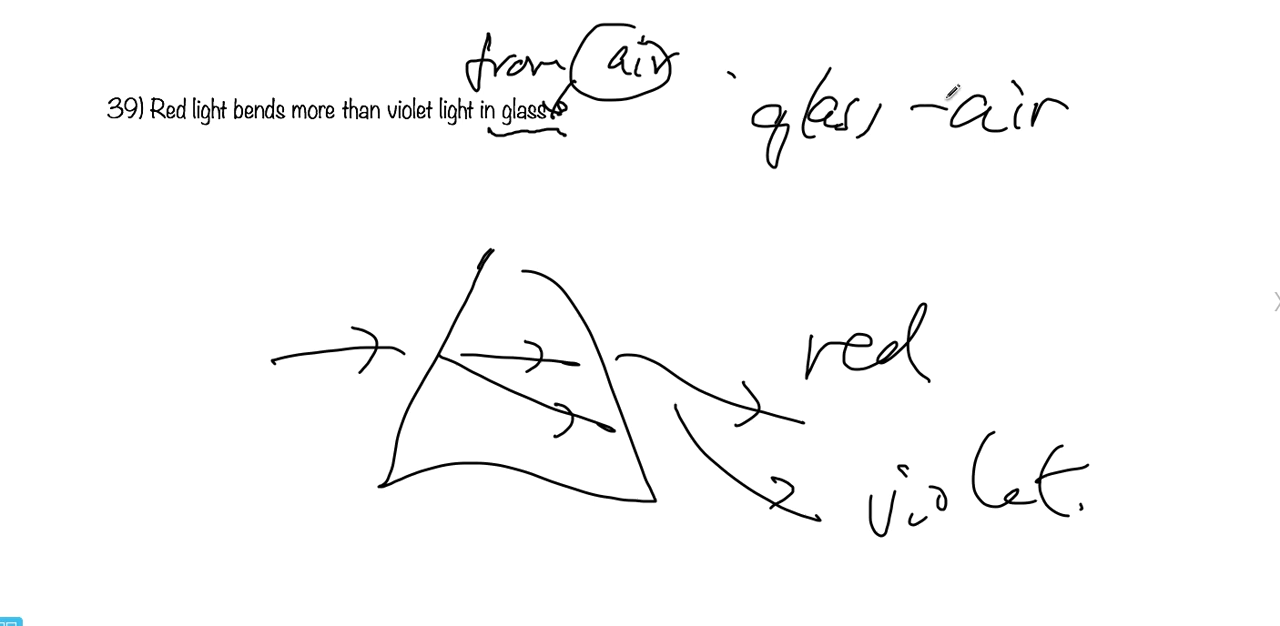 from air
39) Red light bends more than violet light in glass
glass - air
red
violet.